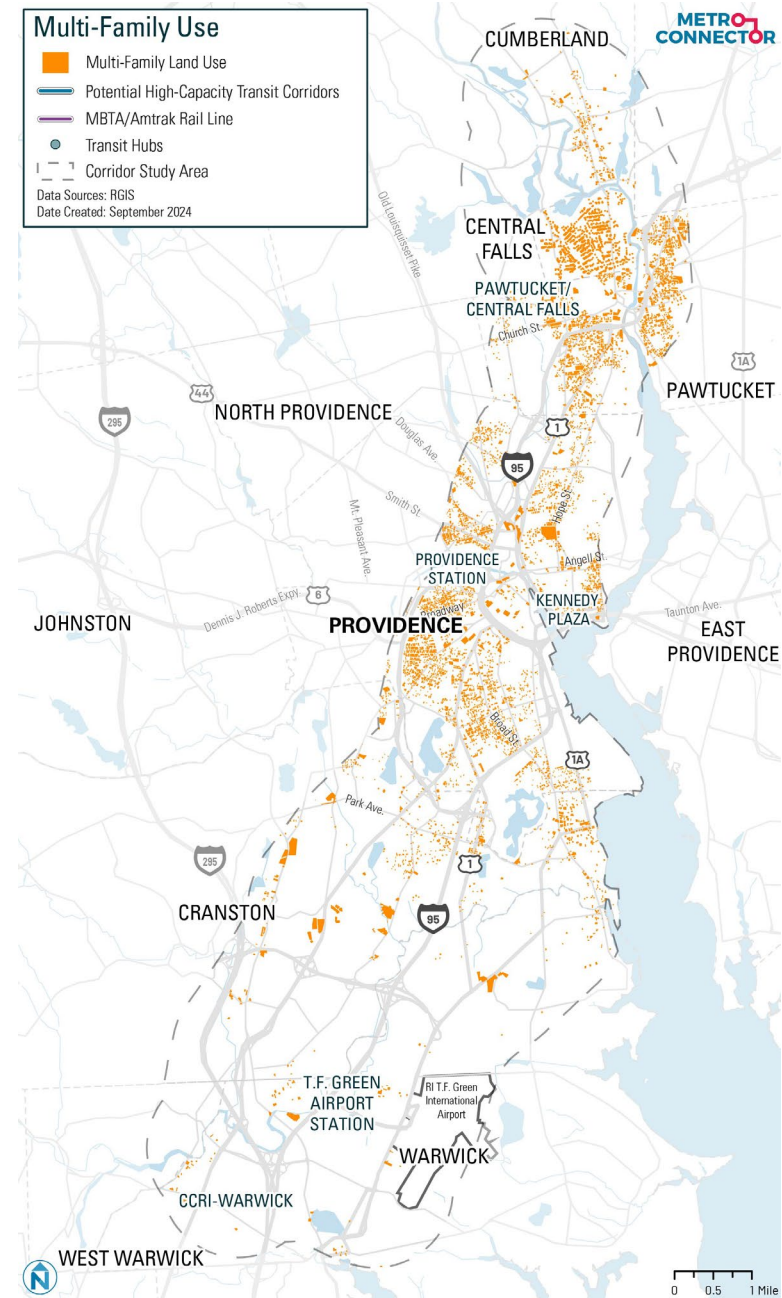 Multi-Family Use
Multi-Family Land Use
Potential High-Capacity Transit Corridors
MBTA/Amtrak Rail Line
Transit Hubs
Corridor Study Area
Data Sources: RGIS
Date Created: September 2024
METRO
CONNECTOR
CUMBERLAND
Old Louisquisset Pike
CENTRAL
FALLS
PAWTUCKET/
CENTRAL FALLS
Church St.
1A
PAWTUCKET
44
NORTH PROVIDENCE
295
Douglas Ave.
1
95
Smith St.
Mt. Pleasant Ave.
Hope St.
Angell St.
PROVIDENCE
STATION
6
Dennis J. Roberts Expy.
Broadway
KENNEDY
PLAZA
Taunton Ave.
JOHNSTON
PROVIDENCE
EAST
PROVIDENCE
Broad St.
1A
Park Ave.
295
1
CRANSTON
95
T.F. GREEN
AIRPORT
STATION
RI T.F. Green
International
Airport
WARWICK
CCRI-WARWICK
WEST WARWICK
N
0 0.5 1 Mile